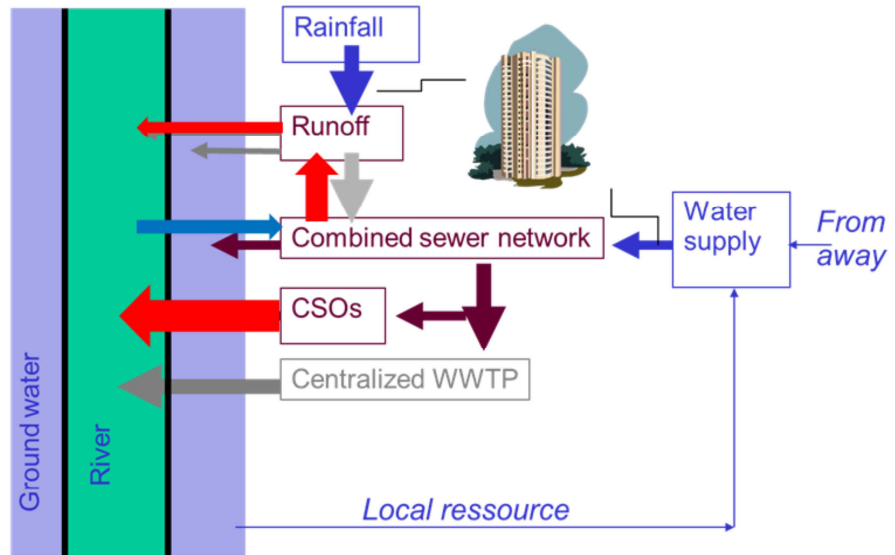 Rainfall
Runoff
Combined sewer network
Water
supply
From
away
CSOs
Centralized WWTP
Ground water
River
Local ressource